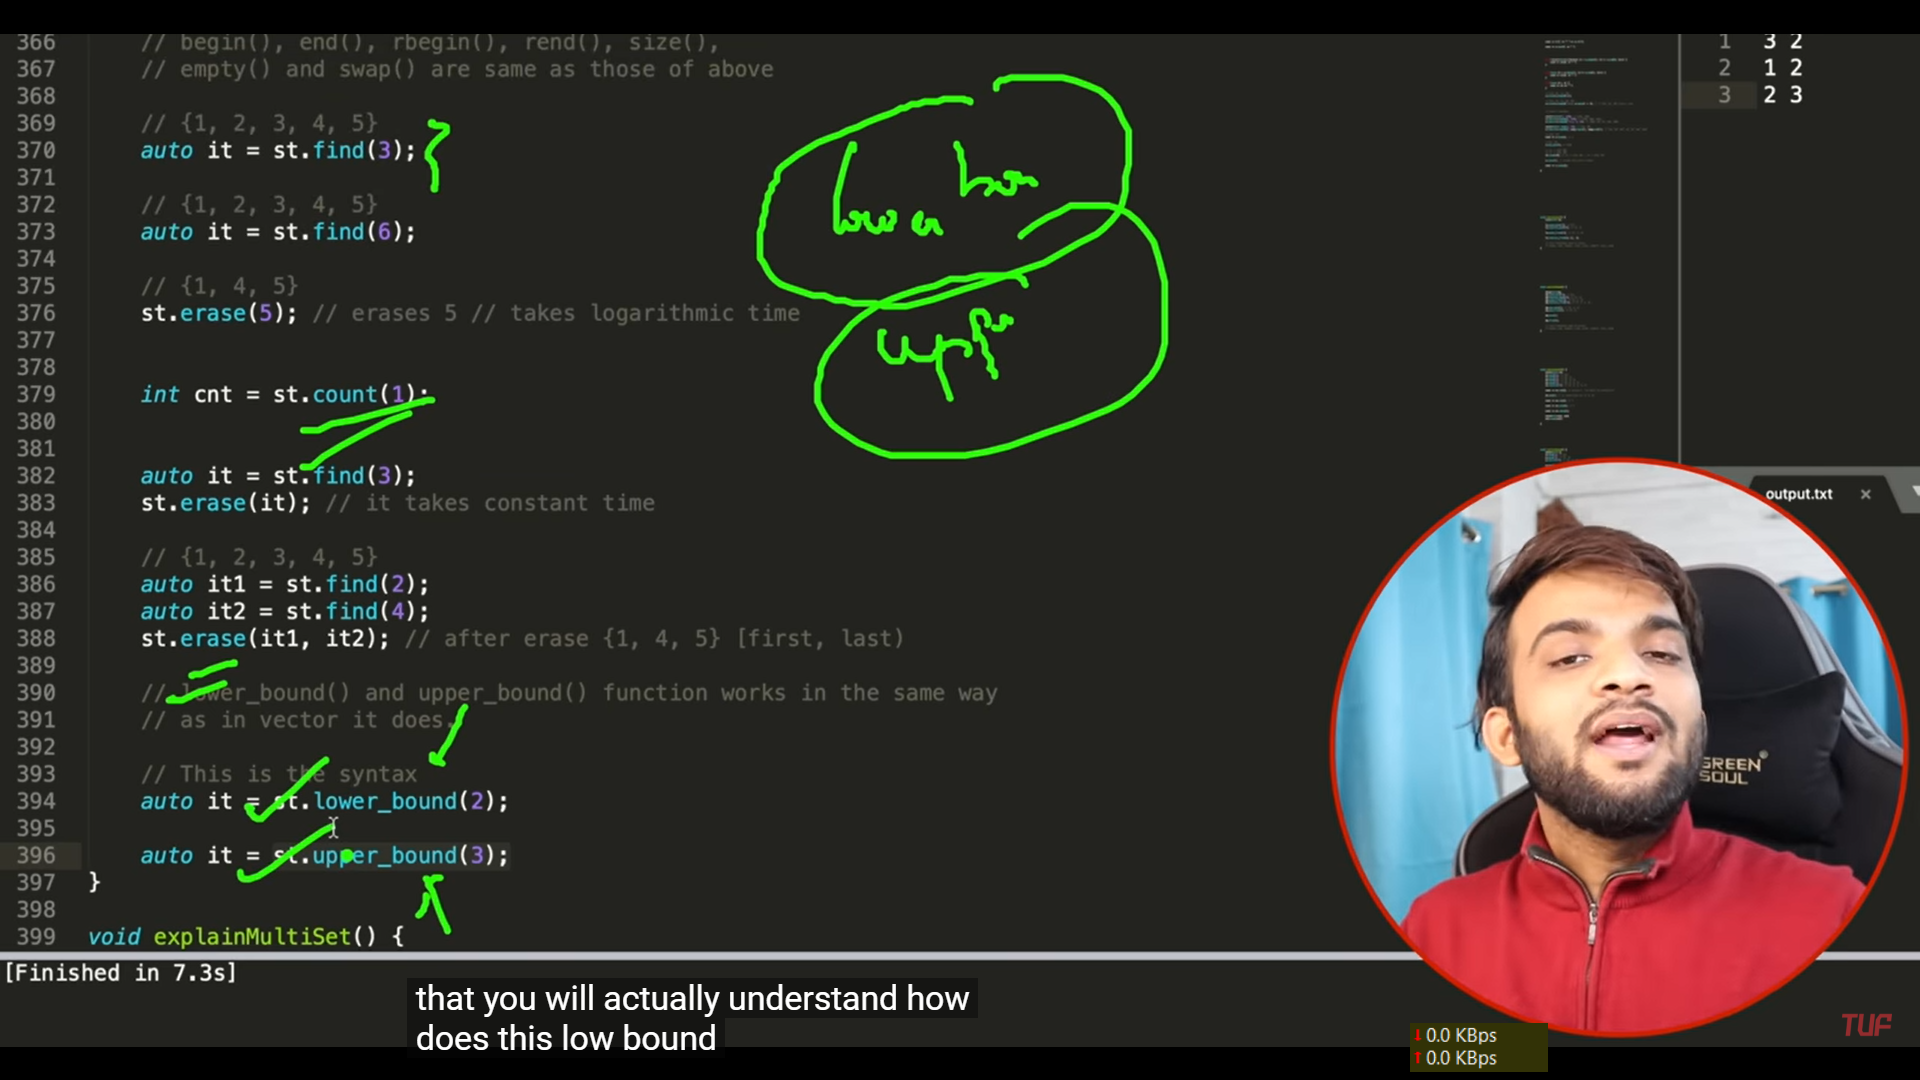 366 // begin(), end(), rbegin(), rend(), size(),
367 // empty() and swap() are same as those of above
368
369 // {1, 2, 3, 4, 5}
370 auto it = st.find(3);
371
372 // {1, 2, 3, 4, 5}
373 auto it = st.find(6);
374
375 // {1, 4, 5}
376 st.erase(5); // erases 5 // takes logarithmic time
377
378
379 int cnt = st.count(1);
380
381
382 auto it = st.find(3);
383 st.erase(it); // it takes constant time
384
385 // {1, 2, 3, 4, 5}
386 auto it1 = st.find(2);
387 auto it2 = st.find(4);
388 st.erase(it1, it2); // after erase {1, 4, 5} [first, last)
389
390 // lower_bound() and upper_bound() function works in the same way
391 // as in vector it does.
392
393 // This is the syntax
394 auto it = st.lower_bound(2);
395
396 auto it = st.upper_bound(3);
397 }
398
399 void explainMultiSet() {
[Finished in 7.3s]
lower
1 3 2
2 1 2
3 2 3
output.txt ×
GREEN
SOUL
that you will actually understand how
does this low bound
TUF
0.0 KBps
0.0 KBps